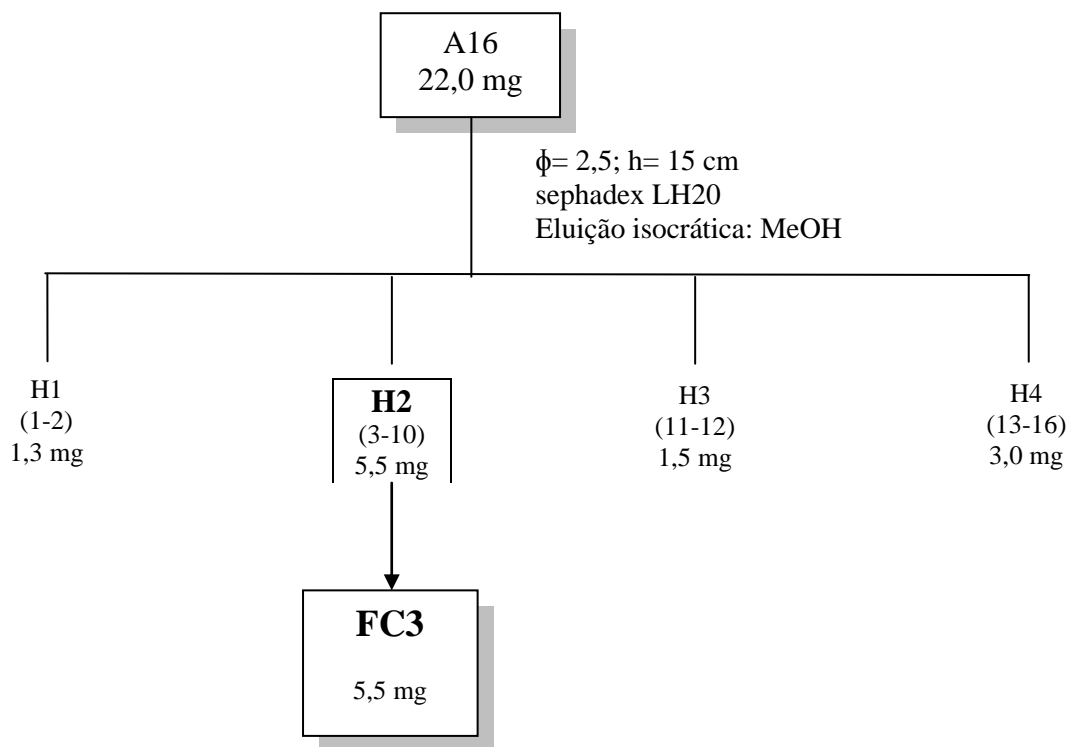 A16
22,0 mg
ϕ= 2,5; h= 15 cm
sephadex LH20
Eluição isocrática: MeOH
H1
(1-2)
1,3 mg
H2
(3-10)
5,5 mg
H3
(11-12)
1,5 mg
H4
(13-16)
3,0 mg
FC3
5,5 mg